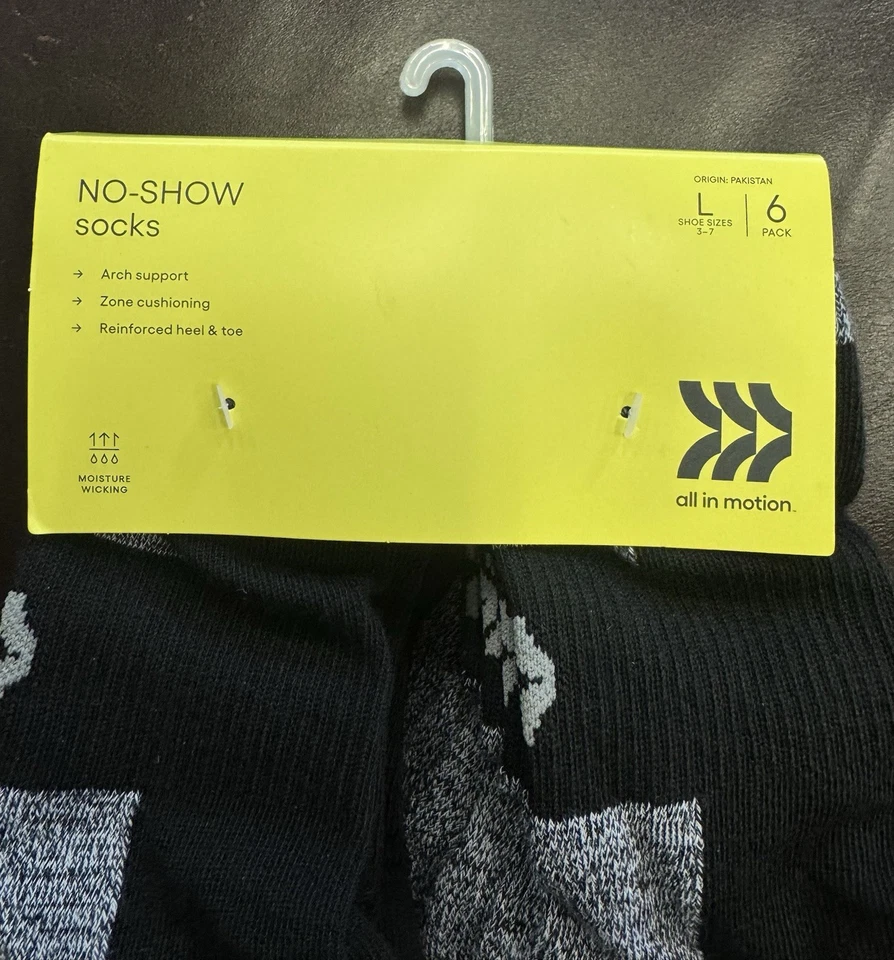 NO-SHOW
socks
→ Arch support
→ Zone cushioning
→ Reinforced heel & toe
MOISTURE
WICKING
ORIGIN: PAKISTAN
L
SHOE SIZES
3–7
6
PACK
all in motion™